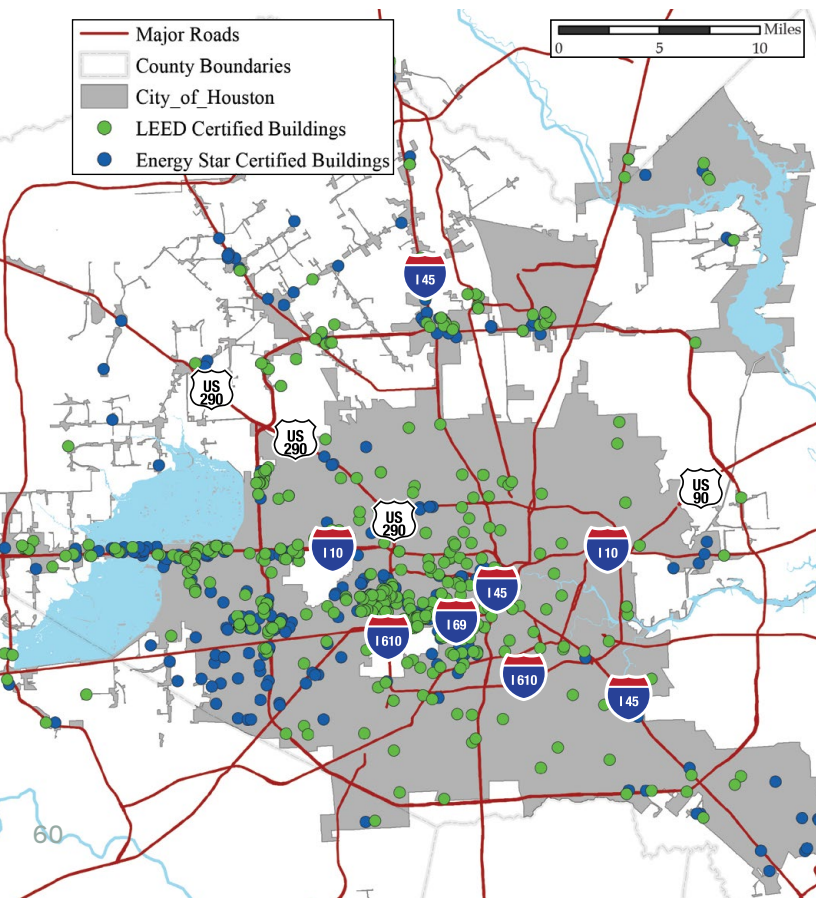 Major Roads
County Boundaries
City_of_Houston
LEED Certified Buildings
Energy Star Certified Buildings
Miles
0 5 10
I 45
US
290
US
290
US
90
US
290
I 10
I 10
I 45
I 69
I 610
I 610
I 45
60